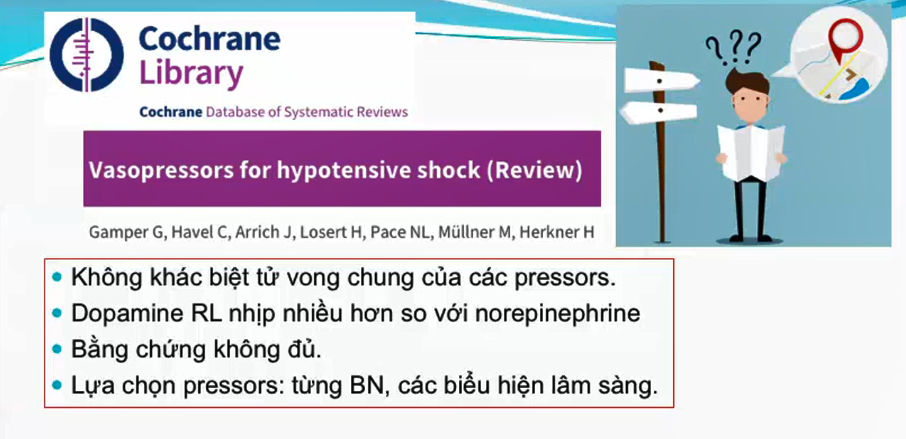 Cochrane
Library
Cochrane Database of Systematic Reviews
???
Vasopressors for hypotensive shock (Review)
Gamper G, Havel C, Arrich J, Losert H, Pace NL, Müllner M, Herkner H
• Không khác biệt tử vong chung của các pressors.
• Dopamine RL nhịp nhiều hơn so với norepinephrine
• Bằng chứng không đủ.
• Lựa chọn pressors: từng BN, các biểu hiện lâm sàng.